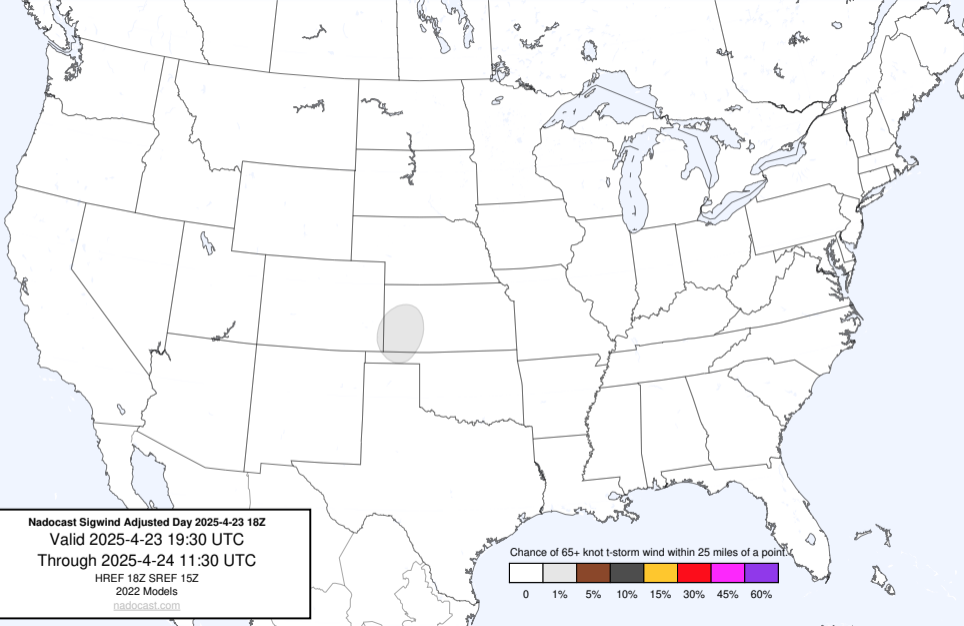 Nadocast Sigwind Adjusted Day 2025-4-23 18Z
Valid 2025-4-23 19:30 UTC
Through 2025-4-24 11:30 UTC
HREF 18Z SREF 15Z
2022 Models
nadocast.com
Chance of 65+ knot t-storm wind within 25 miles of a point.
0 1% 5% 10% 15% 30% 45% 60%